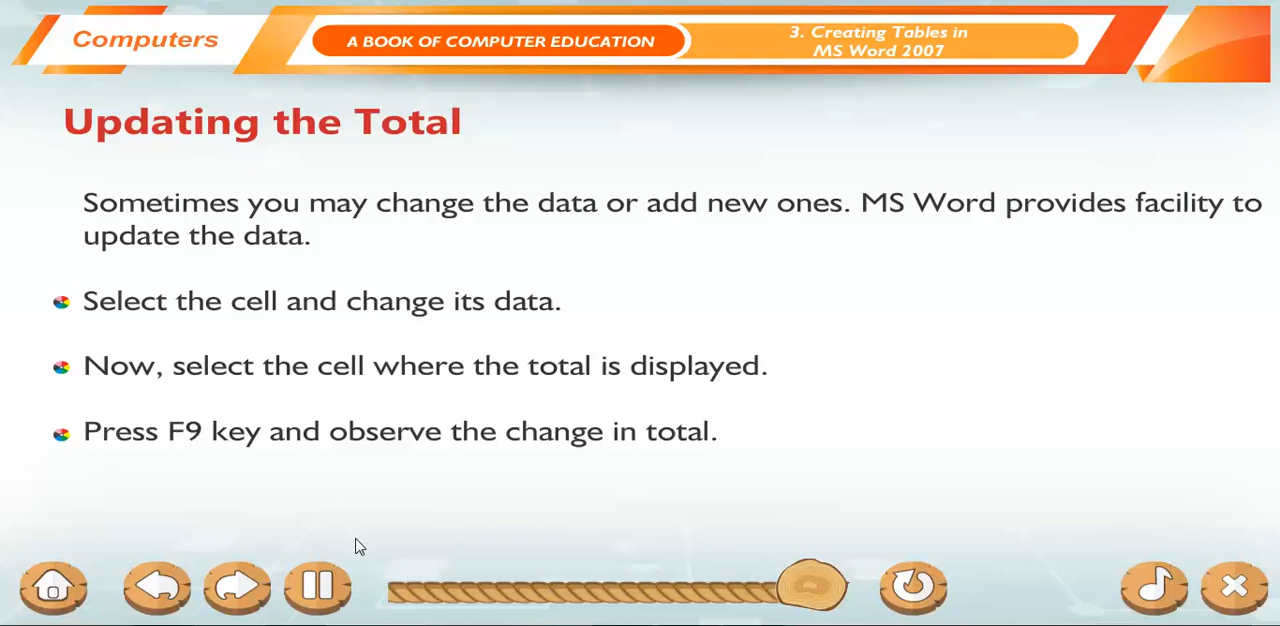 Computers
A BOOK OF COMPUTER EDUCATION
3. Creating Tables in
MS Word 2007
Updating the Total
Sometimes you may change the data or add new ones. MS Word provides facility to
update the data.
Select the cell and change its data.
Now, select the cell where the total is displayed.
Press F9 key and observe the change in total.